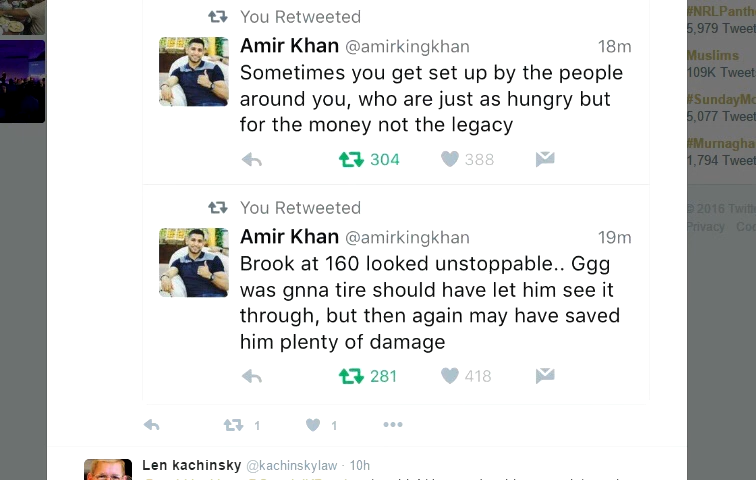 You Retweeted
Amir Khan @amirkingkhan 18m
Sometimes you get set up by the people
around you, who are just as hungry but
for the money not the legacy
304 388
You Retweeted
Amir Khan @amirkingkhan 19m
Brook at 160 looked unstoppable.. Ggg
was gnna tire should have let him see it
through, but then again may have saved
him plenty of damage
281 418
1 1
Len kachinsky @kachinskylaw · 10h
#NRLPanth
5,979 Tweet
Muslims
109K Tweet
#SundayMo
5,077 Tweet
#Murnagha
1,794 Tweet
© 2016 Twitt
Privacy Coo